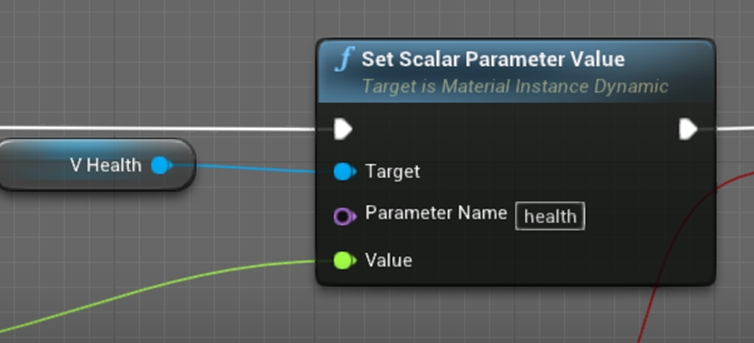 Set Scalar Parameter Value
Target is Material Instance Dynamic
V Health
Target
Parameter Name health
Value